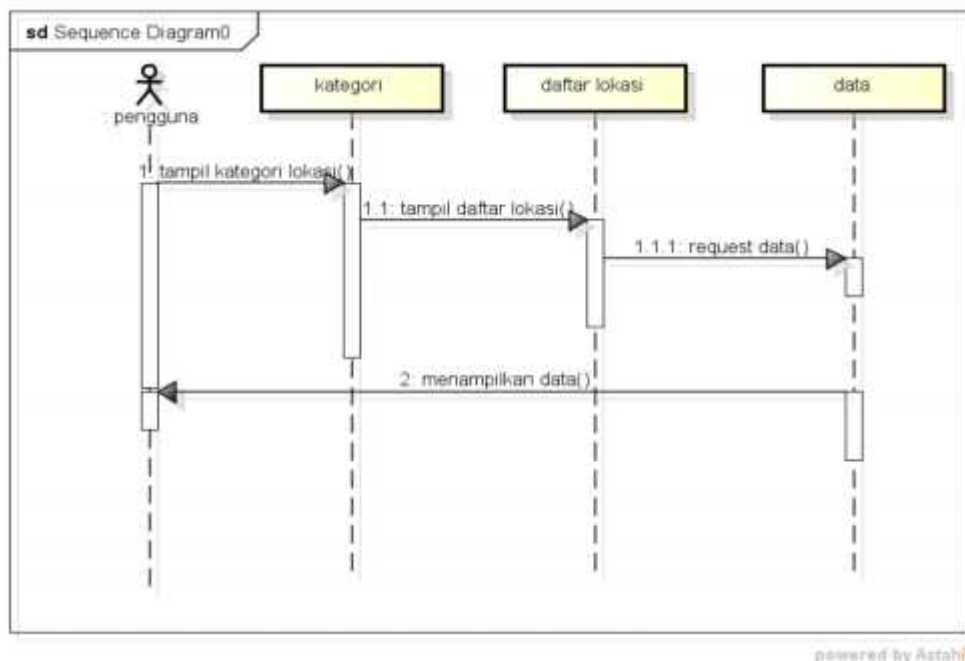 sd Sequence Diagram0
kategori
daftar lokasi
data
: pengguna
1: tampil kategori lokasi()
1.1: tampil daftar lokasi()
1.1.1: request data()
2: menampilkan data()
powered by Astah